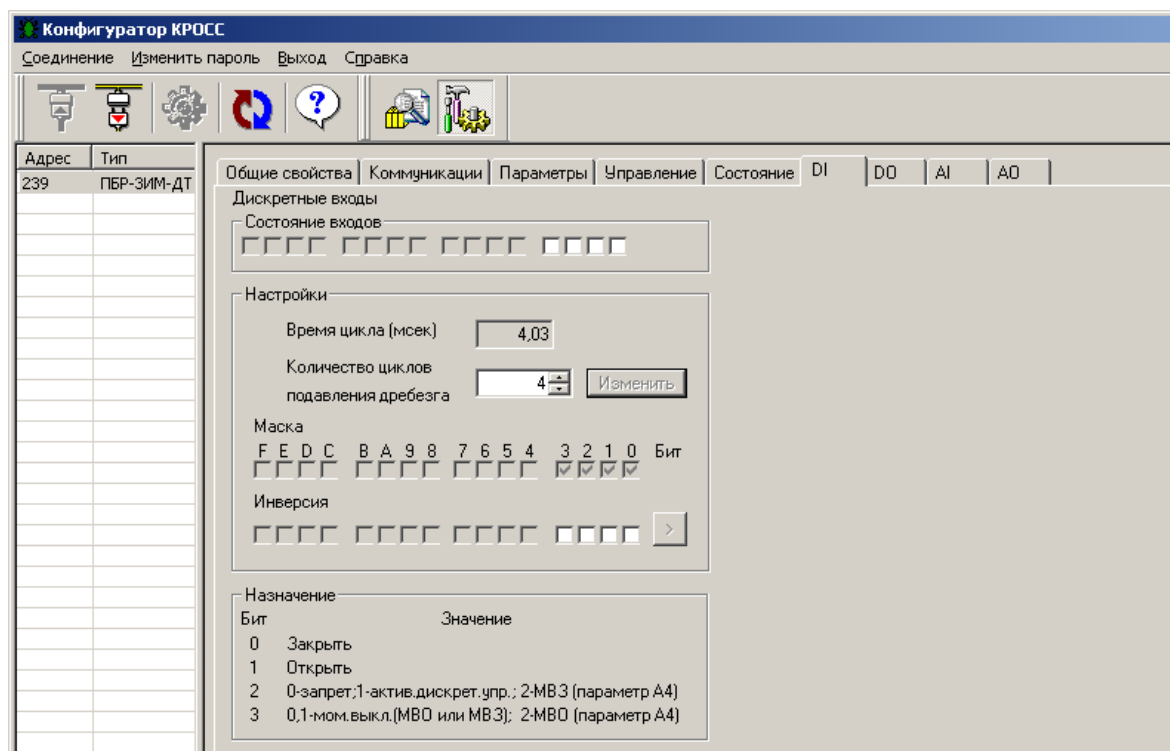 Конфигуратор КРОСС
Соединение Изменить пароль Выход Справка
?
Адрес Тип
239 ПБР-ЗИМ-ДТ
Общие свойства Коммуникации Параметры Управление Состояние DI DO AI AO
Дискретные входы
Состояние входов
Настройки
Время цикла (мсек) 4,03
Количество циклов
подавления дребезга 4 Изменить
Маска
F E D C B A 9 8 7 6 5 4 3 2 1 0 Бит
Инверсия
>
Назначение
Бит Значение
0 Закрыть
1 Открыть
2 0-запрет;1-актив.дискрет.упр.; 2-МВЗ (параметр А4)
3 0,1-мом.выкл.(МВО или МВЗ); 2-МВО (параметр А4)